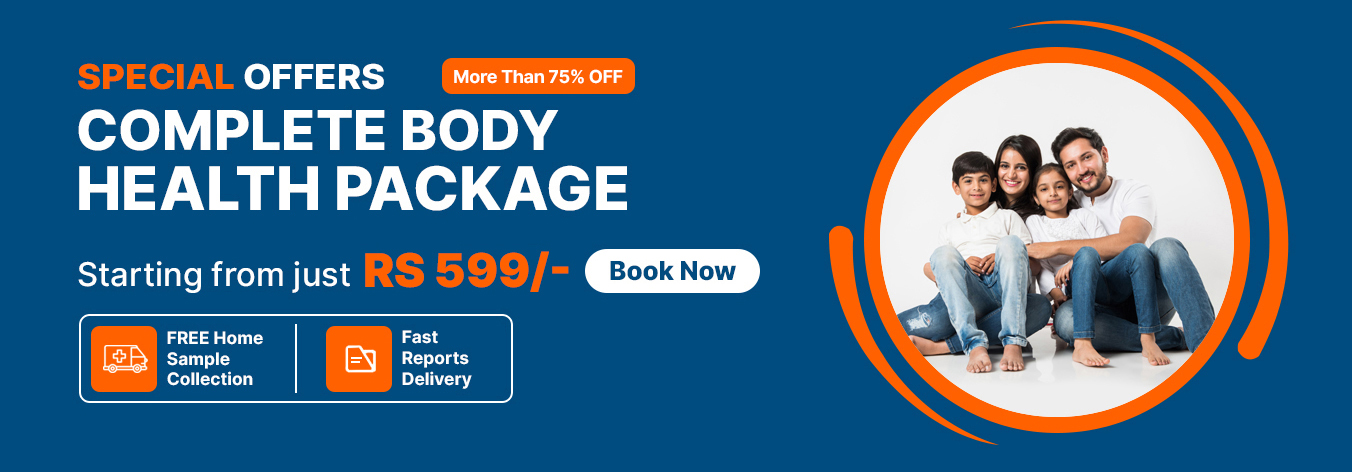 SPECIAL OFFERS
More Than 75% OFF
COMPLETE BODY
HEALTH PACKAGE
Starting from just RS 599/-
Book Now
FREE Home
Sample
Collection
Fast
Reports
Delivery